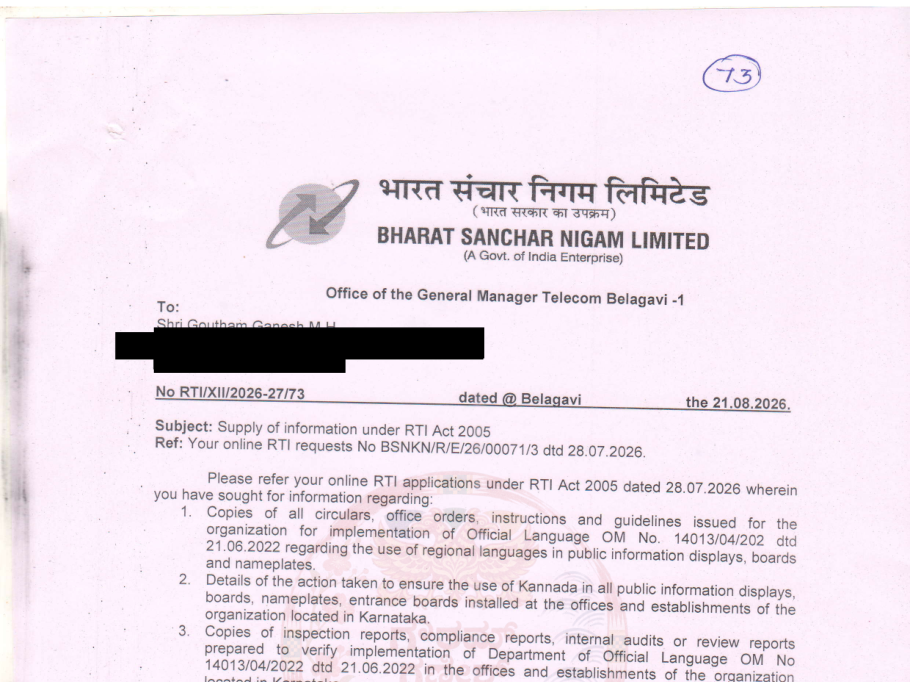 73
भारत संचार निगम लिमिटेड
( भारत सरकार का उपक्रम)
BHARAT SANCHAR NIGAM LIMITED
(A Govt. of India Enterprise)
Office of the General Manager Telecom Belagavi -1
To:
Shri Goutham Ganesh M H
No RTI/XII/2026-27/73 dated @ Belagavi the 21.08.2026.
Subject: Supply of information under RTI Act 2005
Ref: Your online RTI requests No BSNKN/R/E/26/00071/3 dtd 28.07.2026.
Please refer your online RTI applications under RTI Act 2005 dated 28.07.2026 wherein
you have sought for information regarding:
1. Copies of all circulars, office orders, instructions and guidelines issued for the
organization for implementation of Official Language OM No. 14013/04/202 dtd
21.06.2022 regarding the use of regional languages in public information displays, boards
and nameplates.
2. Details of the action taken to ensure the use of Kannada in all public information displays,
boards, nameplates, entrance boards installed at the offices and establishments of the
organization located in Karnataka.
3. Copies of inspection reports, compliance reports, internal audits or review reports
prepared to verify implementation of Department of Official Language OM No
14013/04/2022 dtd 21.06.2022 in the offices and establishments of the organization